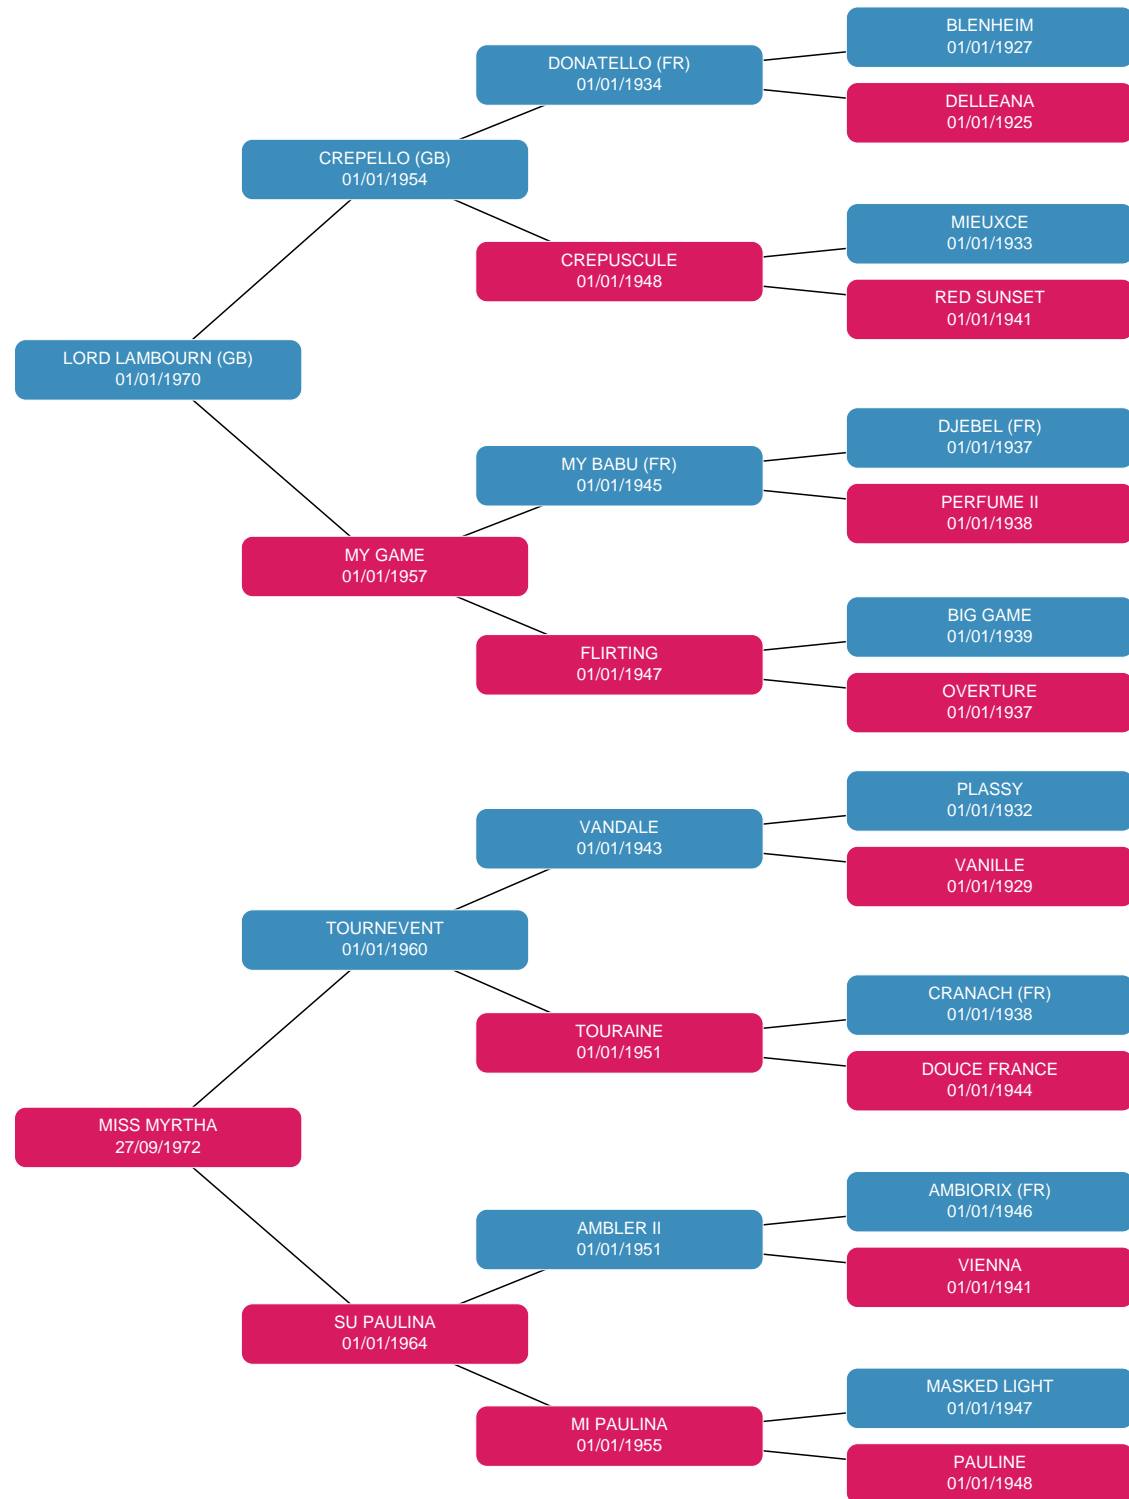 BLENHEIM
01/01/1927
DONATELLO (FR)
01/01/1934
DELLEANA
01/01/1925
CREPELLO (GB)
01/01/1954
MIEUXCE
01/01/1933
CREPUSCULE
01/01/1948
RED SUNSET
01/01/1941
LORD LAMBOURN (GB)
01/01/1970
DJEBEL (FR)
01/01/1937
MY BABU (FR)
01/01/1945
PERFUME II
01/01/1938
MY GAME
01/01/1957
BIG GAME
01/01/1939
FLIRTING
01/01/1947
OVERTURE
01/01/1937
PLASSY
01/01/1932
VANDALE
01/01/1943
VANILLE
01/01/1929
TOURNEVENT
01/01/1960
CRANACH (FR)
01/01/1938
TOURAINE
01/01/1951
DOUCE FRANCE
01/01/1944
MISS MYRTHA
27/09/1972
AMBIORIX (FR)
01/01/1946
AMBLER II
01/01/1951
VIENNA
01/01/1941
SU PAULINA
01/01/1964
MASKED LIGHT
01/01/1947
MI PAULINA
01/01/1955
PAULINE
01/01/1948